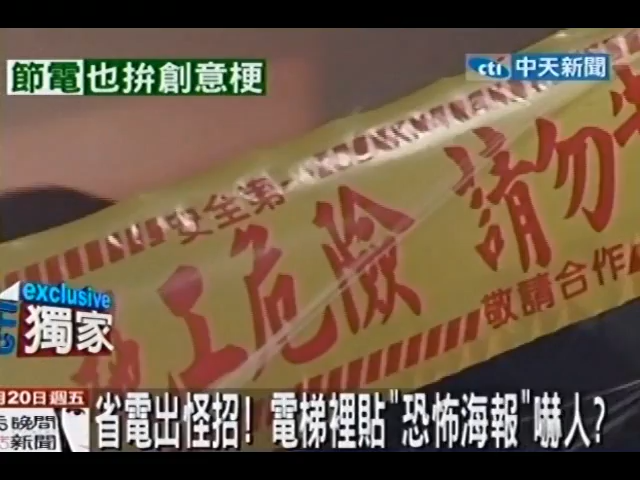 節電也拚創意梗
cti 中天新聞
安全第一
工危險 請勿
敬請合作
exclusive
獨家
月20日週五
晚間
新聞
省電出怪招! 電梯裡貼"恐怖海報"嚇人?